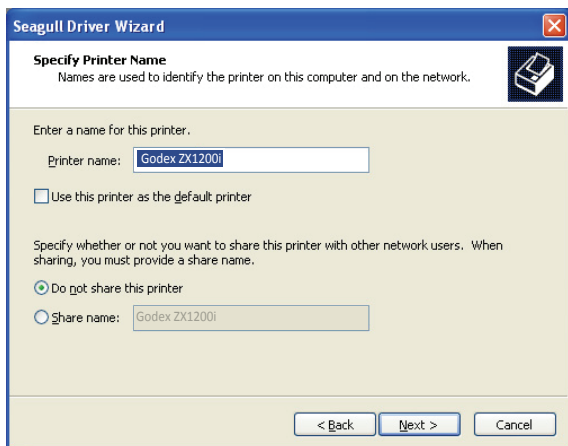 Seagull Driver Wizard
Specify Printer Name
Names are used to identify the printer on this computer and on the network.
Enter a name for this printer.
Printer name: Godex ZX1200i
Use this printer as the default printer
Specify whether or not you want to share this printer with other network users. When
sharing, you must provide a share name.
Do not share this printer
Share name: Godex ZX1200i
< Back Next > Cancel